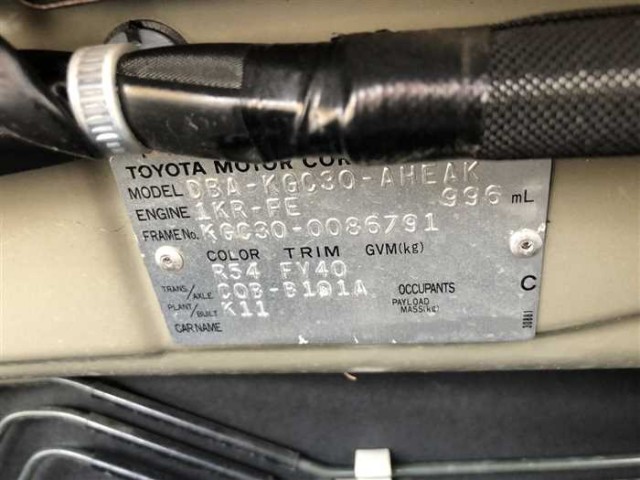 TOYOTA MOTOR COR
MODEL DBA-KGC30-AHEAK
ENGINE 1KR-FE 996 mL
FRAME No. KGC30-0086791
COLOR TRIM GVM(kg)
R54 FY40
TRANS./AXLE C0B-B101A OCCUPANTS C
PLANT/BUILT K11 PAYLOAD MASS(kg)
CAR NAME